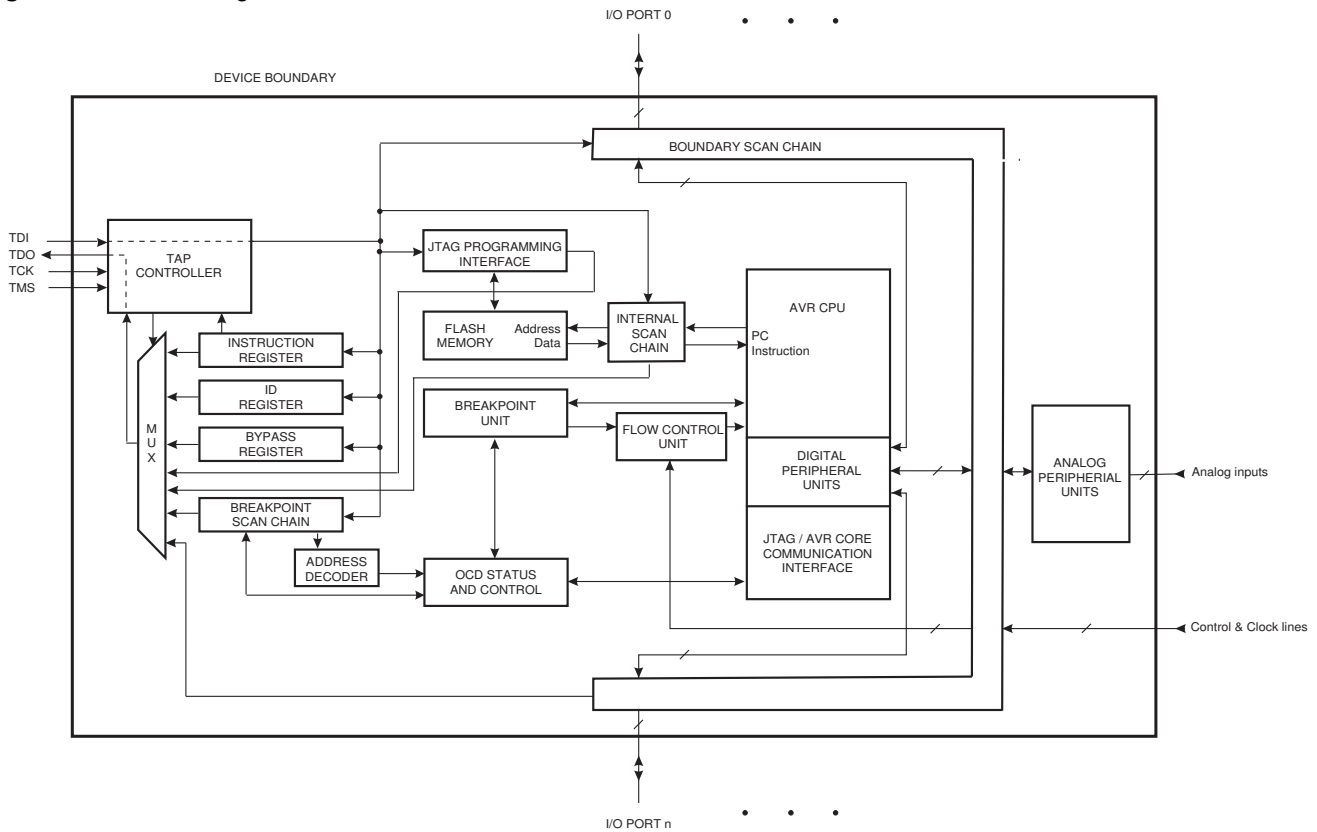 I/O PORT 0
DEVICE BOUNDARY
BOUNDARY SCAN CHAIN
TDI
TDO
TCK
TMS
TAP
CONTROLLER
JTAG PROGRAMMING
INTERFACE
AVR CPU
FLASH
MEMORY
Address
Data
INTERNAL
SCAN
CHAIN
PC
Instruction
INSTRUCTION
REGISTER
ID
REGISTER
BREAKPOINT
UNIT
FLOW CONTROL
UNIT
M
U
X
BYPASS
REGISTER
DIGITAL
PERIPHERAL
UNITS
ANALOG
PERIPHERIAL
UNITS
Analog inputs
BREAKPOINT
SCAN CHAIN
JTAG / AVR CORE
COMMUNICATION
INTERFACE
ADDRESS
DECODER
OCD STATUS
AND CONTROL
Control & Clock lines
I/O PORT n